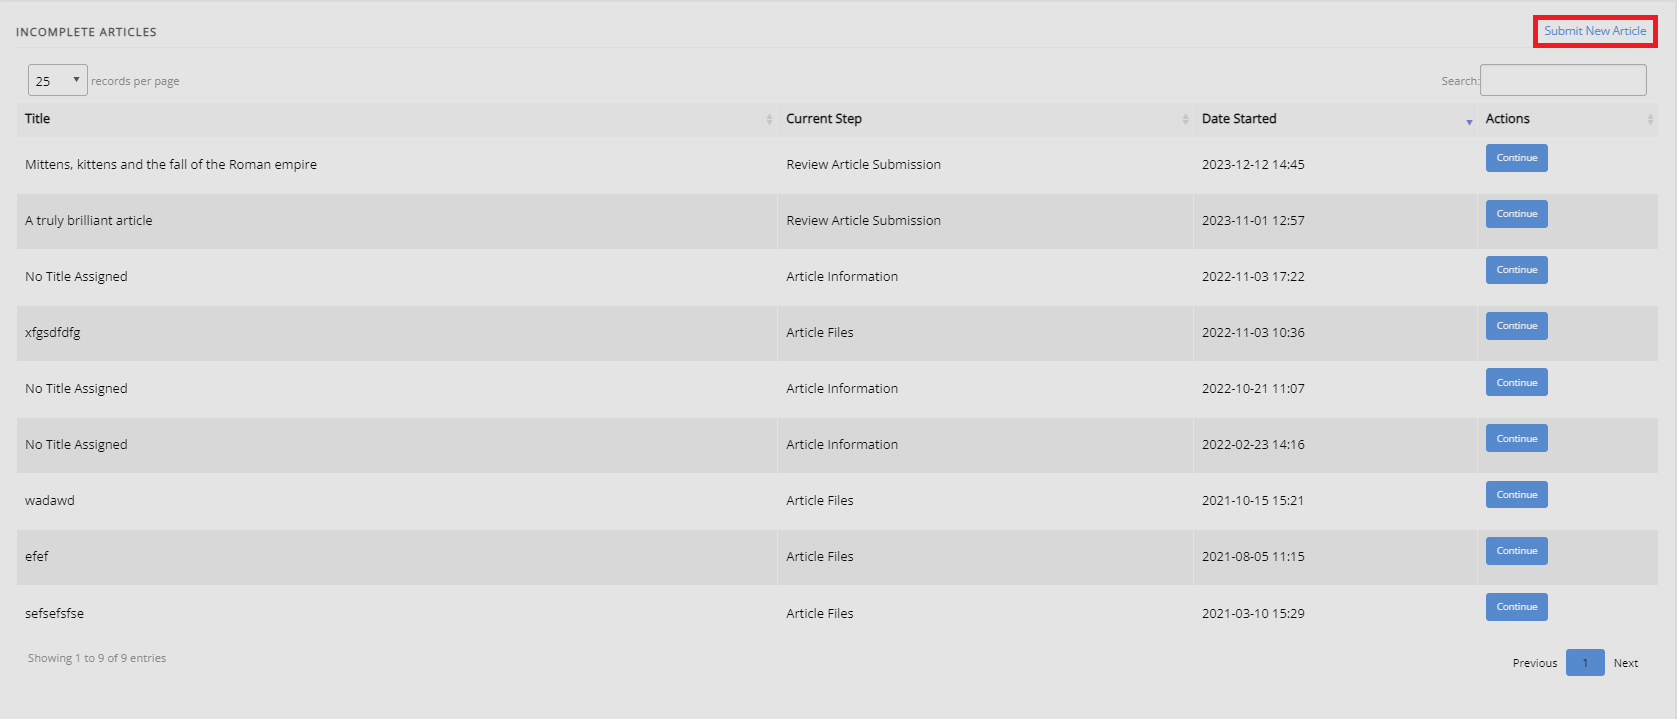 INCOMPLETE ARTICLES Submit New Article
25 records per page Search:
Title Current Step Date Started Actions
Mittens, kittens and the fall of the Roman empire Review Article Submission 2023-12-12 14:45 Continue
A truly brilliant article Review Article Submission 2023-11-01 12:57 Continue
No Title Assigned Article Information 2022-11-03 17:22 Continue
xfgsdfdfg Article Files 2022-11-03 10:36 Continue
No Title Assigned Article Information 2022-10-21 11:07 Continue
No Title Assigned Article Information 2022-02-23 14:16 Continue
wadawd Article Files 2021-10-15 15:21 Continue
efef Article Files 2021-08-05 11:15 Continue
sefsefsfse Article Files 2021-03-10 15:29 Continue
Showing 1 to 9 of 9 entries Previous 1 Next